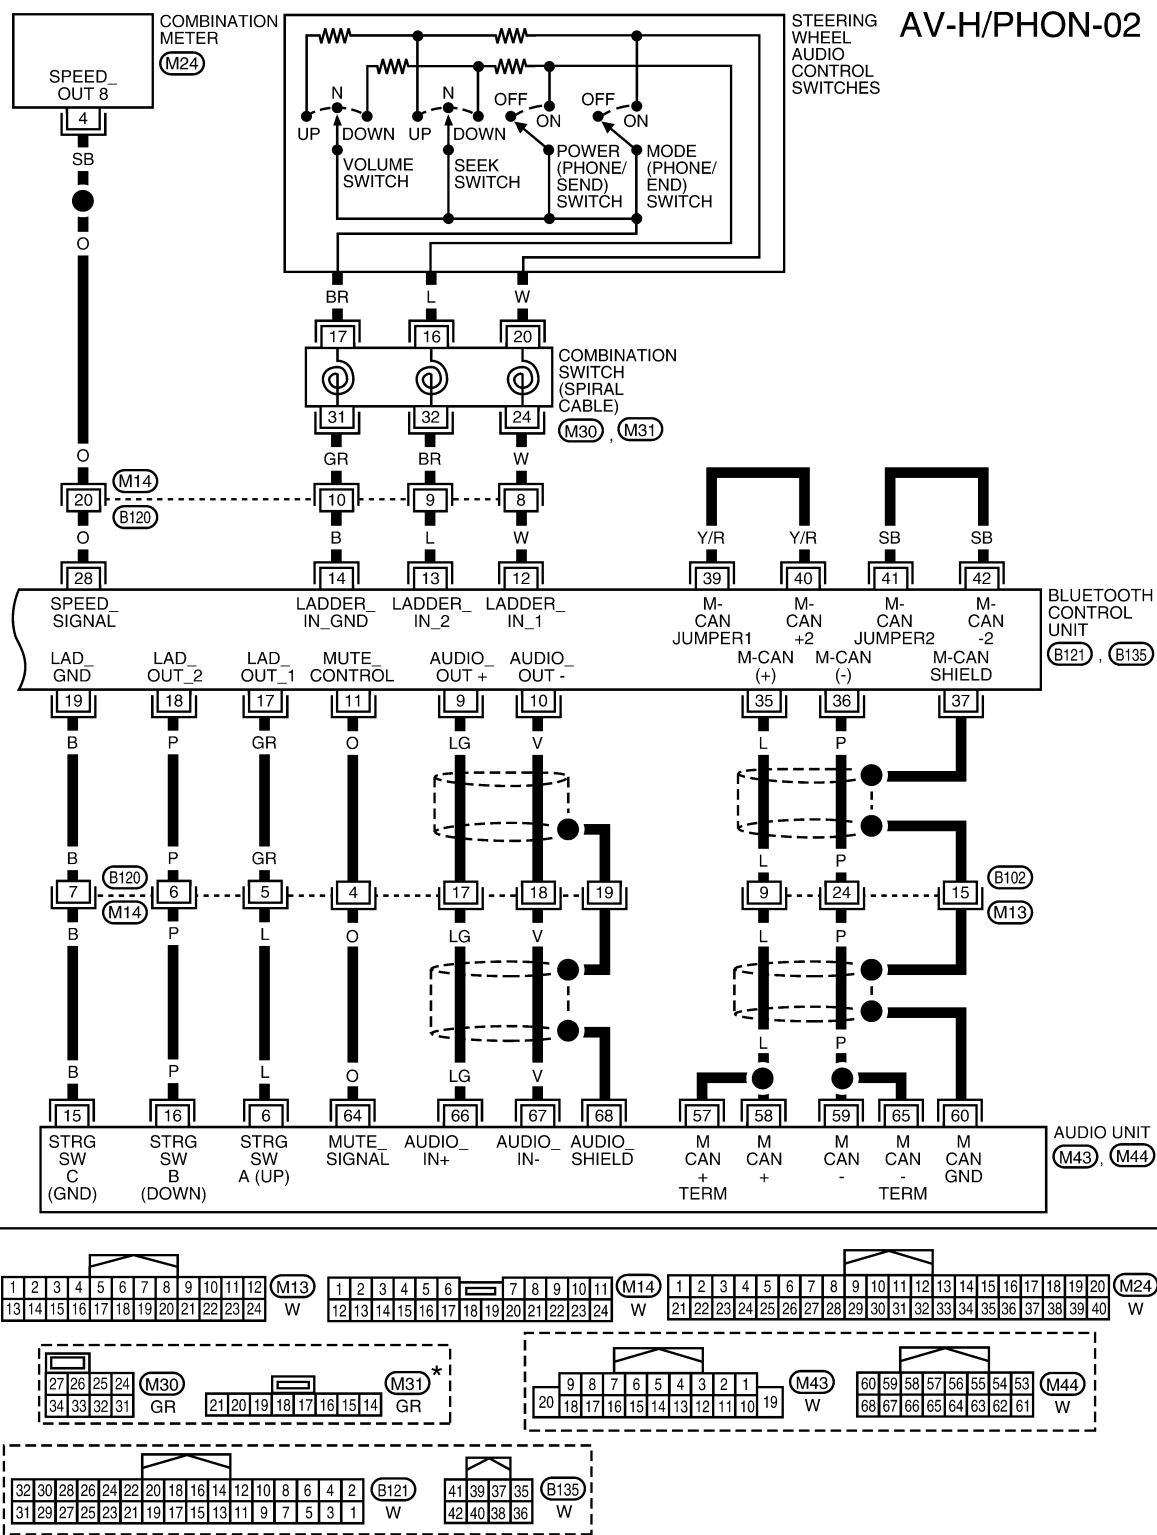 AV-H/PHON-02
COMBINATION
METER
M24
SPEED_
OUT 8
4
SB
O
O
20
M14
B120
O
28
STEERING
WHEEL
AUDIO
CONTROL
SWITCHES
N
UP
DOWN
VOLUME
SWITCH
N
UP
DOWN
SEEK
SWITCH
OFF
ON
POWER
(PHONE/
SEND)
SWITCH
OFF
ON
MODE
(PHONE/
END)
SWITCH
BR L W
17 16 20
COMBINATION
SWITCH
(SPIRAL
CABLE)
M30 , M31
31 32 24
GR BR W
10 9 8
B L W
14 13 12
Y/R Y/R SB SB
39 40 41 42
BLUETOOTH
CONTROL
UNIT
B121 , B135
SPEED_
SIGNAL
LADDER_
IN_GND
LADDER_
IN_2
LADDER_
IN_1
M-
CAN
JUMPER1
M-
CAN
+2
M-
CAN
JUMPER2
M-
CAN
-2
LAD_
GND
LAD_
OUT_2
LAD_
OUT_1
MUTE_
CONTROL
AUDIO_
OUT +
AUDIO_
OUT -
M-CAN
(+)
M-CAN
(-)
M-CAN
SHIELD
19 18 17 11 9 10 35 36 37
B P GR O LG V L P
B P GR L P
B120
M14
7 6 5 4 17 18 19 9 24 15
B102
M13
B P L O LG V L P
L P
B P L O LG V
15 16 6 64 66 67 68 57 58 59 65 60
STRG
SW
C
(GND)
STRG
SW
B
(DOWN)
STRG
SW
A (UP)
MUTE_
SIGNAL
AUDIO_
IN+
AUDIO_
IN-
AUDIO_
SHIELD
M
CAN
+
TERM
M
CAN
+
M
CAN
-
M
CAN
-
TERM
M
CAN
GND
AUDIO UNIT
M43 , M44
1 2 3 4 5 6 7 8 9 10 11 12
13 14 15 16 17 18 19 20 21 22 23 24
M13
W
1 2 3 4 5 6 7 8 9 10 11
12 13 14 15 16 17 18 19 20 21 22 23 24
M14
W
1 2 3 4 5 6 7 8 9 10 11 12 13 14 15 16 17 18 19 20
21 22 23 24 25 26 27 28 29 30 31 32 33 34 35 36 37 38 39 40
M24
W
27 26 25 24
34 33 32 31
M30
GR
21 20 19 18 17 16 15 14
M31 *
GR
9 8 7 6 5 4 3 2 1
20 18 17 16 15 14 13 12 11 10 19
M43
W
60 59 58 57 56 55 54 53
68 67 66 65 64 63 62 61
M44
W
32 30 28 26 24 22 20 18 16 14 12 10 8 6 4 2
31 29 27 25 23 21 19 17 15 13 11 9 7 5 3 1
B121
W
41 39 37 35
42 40 38 36
B135
W